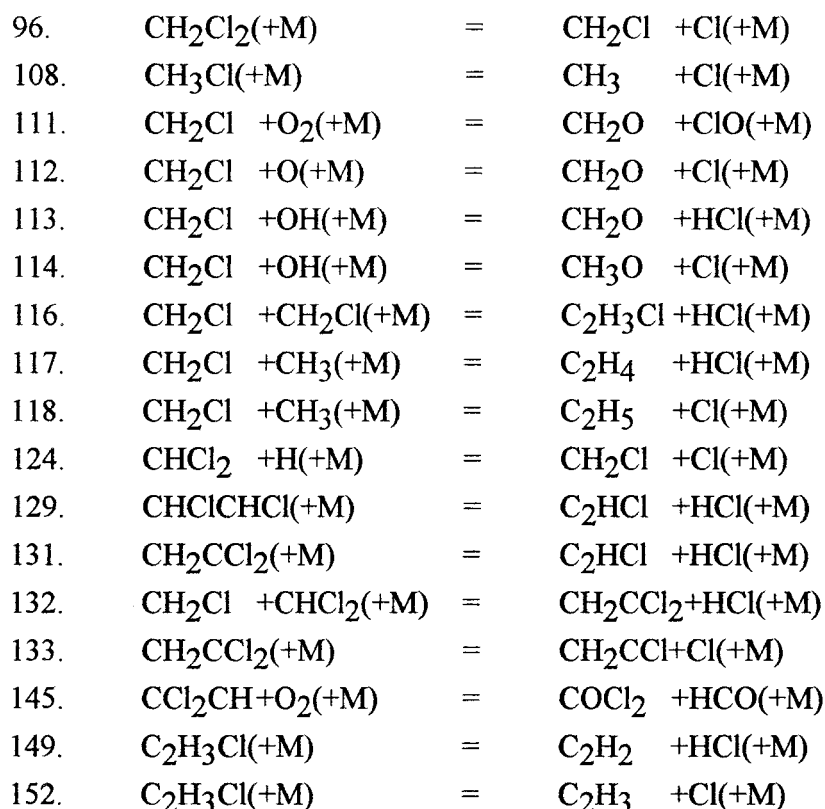 96. CH2Cl2(+M) = CH2Cl +Cl(+M)
108. CH3Cl(+M) = CH3 +Cl(+M)
111. CH2Cl +O2(+M) = CH2O +ClO(+M)
112. CH2Cl +O(+M) = CH2O +Cl(+M)
113. CH2Cl +OH(+M) = CH2O +HCl(+M)
114. CH2Cl +OH(+M) = CH3O +Cl(+M)
116. CH2Cl +CH2Cl(+M) = C2H3Cl +HCl(+M)
117. CH2Cl +CH3(+M) = C2H4 +HCl(+M)
118. CH2Cl +CH3(+M) = C2H5 +Cl(+M)
124. CHCl2 +H(+M) = CH2Cl +Cl(+M)
129. CHClCHCl(+M) = C2HCl +HCl(+M)
131. CH2CCl2(+M) = C2HCl +HCl(+M)
132. CH2Cl +CHCl2(+M) = CH2CCl2+HCl(+M)
133. CH2CCl2(+M) = CH2CCl+Cl(+M)
145. CCl2CH+O2(+M) = COCl2 +HCO(+M)
149. C2H3Cl(+M) = C2H2 +HCl(+M)
152. C2H3Cl(+M) = C2H3 +Cl(+M)